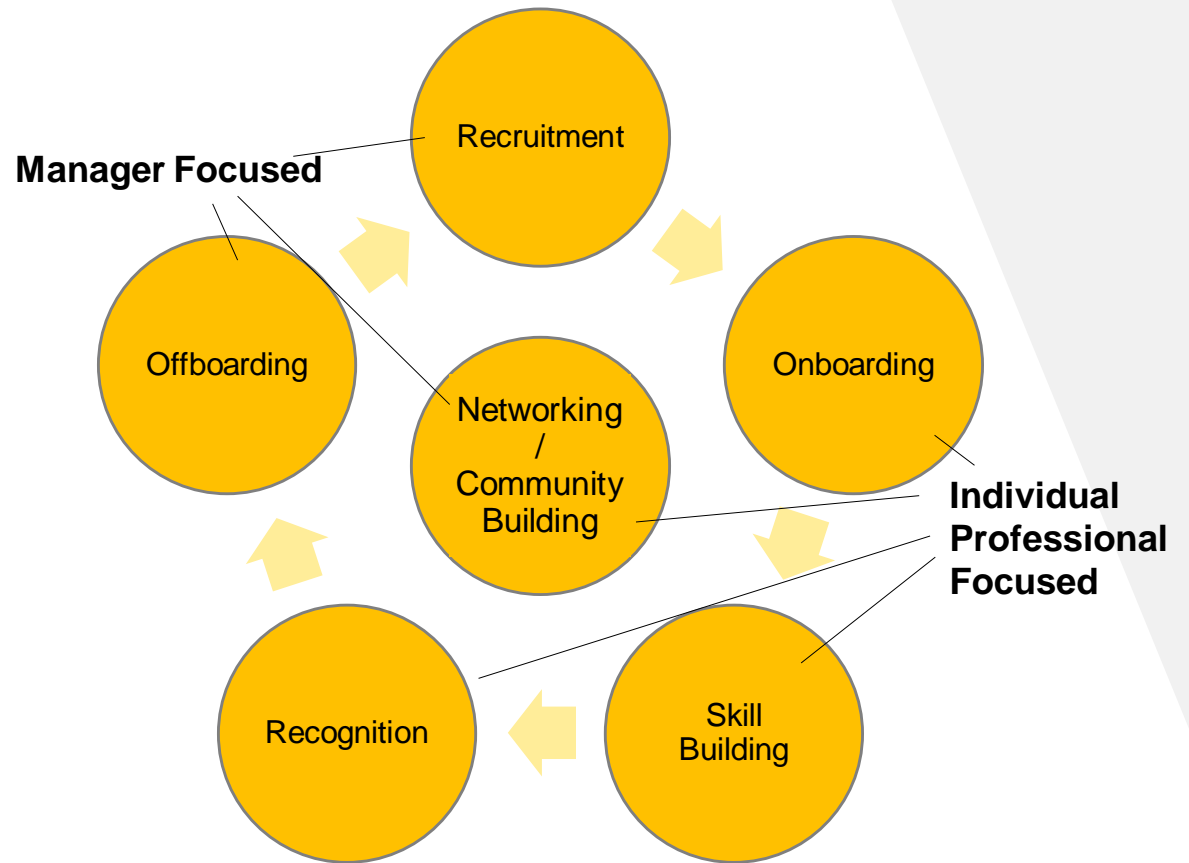 Recruitment
Manager Focused
Offboarding
Onboarding
Networking
/
Community
Building
Individual
Professional
Focused
Recognition
Skill
Building